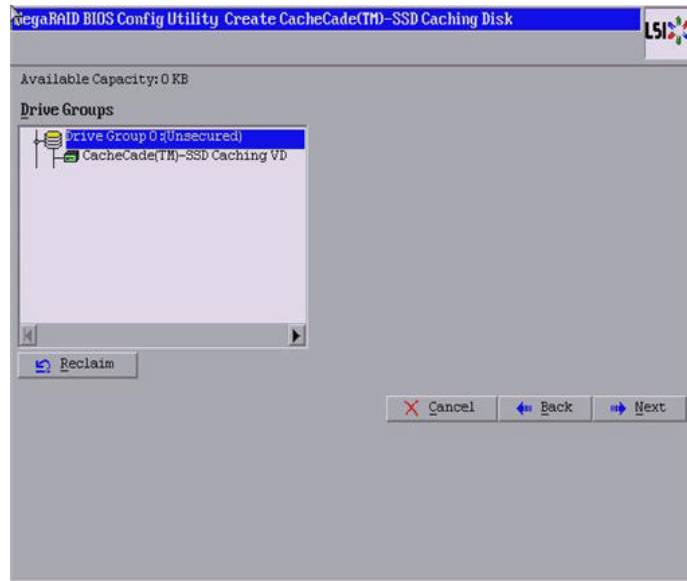 MegaRAID BIOS Config Utility Create CacheCade(TM)-SSD Caching Disk
LSI
Available Capacity: 0 KB
Drive Groups
Drive Group 0 :(Unsecured)
CacheCade(TM)-SSD Caching VD
Reclaim
Cancel
Back
Next